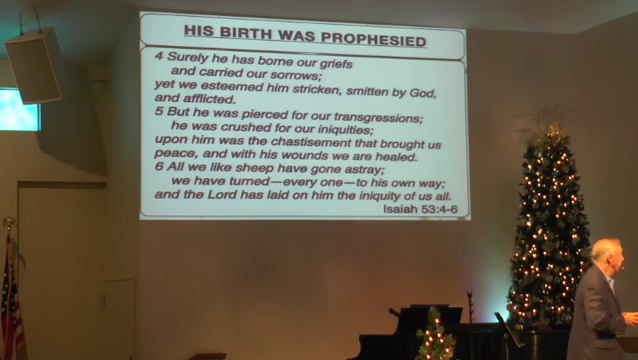 HIS BIRTH WAS PROPHESIED
4 Surely he has borne our griefs
and carried our sorrows;
yet we esteemed him stricken, smitten by God,
and afflicted.
5 But he was pierced for our transgressions;
he was crushed for our iniquities;
upon him was the chastisement that brought us
peace, and with his wounds we are healed.
6 All we like sheep have gone astray;
we have turned—every one—to his own way;
and the Lord has laid on him the iniquity of us all.
Isaiah 53:4-6